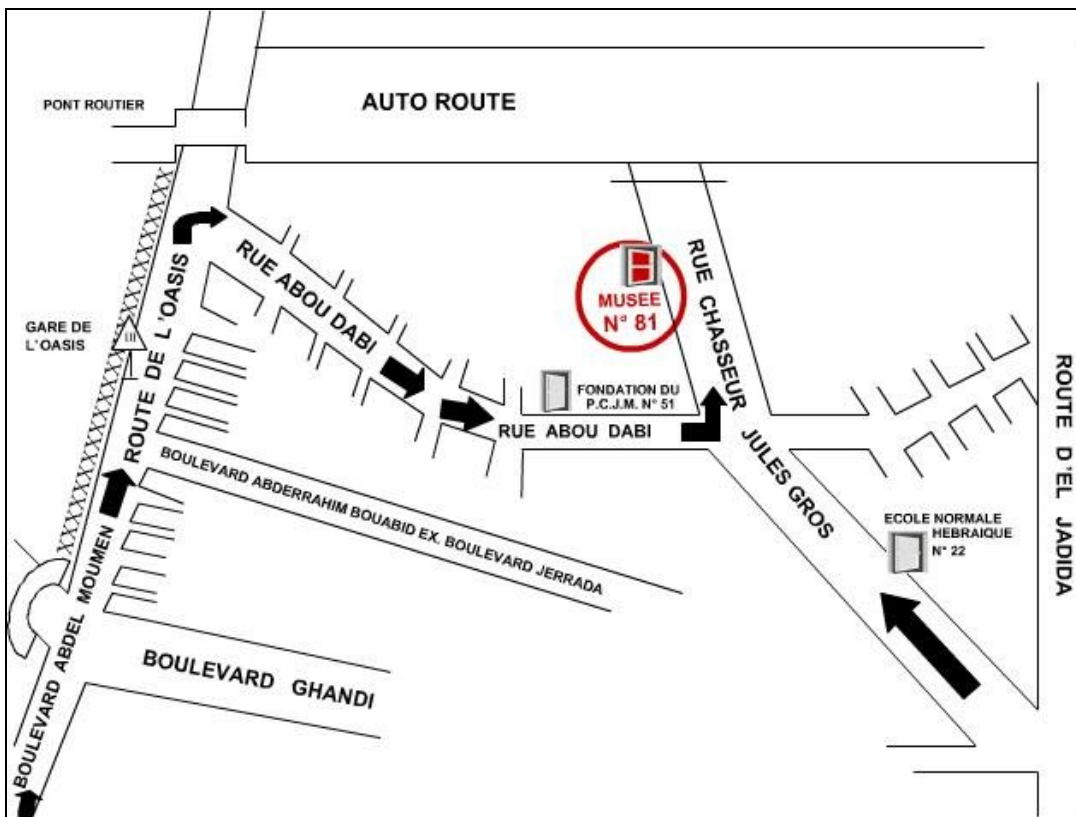 PONT ROUTIER
AUTO ROUTE
RUE ABOU DABI
MUSEE
N° 81
RUE CHASSEUR JULES GROS
GARE DE
L'OASIS
ROUTE DE L'OASIS
FONDATION DU
P.C.J.M. N° 51
RUE ABOU DABI
ROUTE D'EL JADIDA
BOULEVARD ABDERRAHIM BOUABID EX. BOULEVARD JERRADA
ECOLE NORMALE
HEBRAIQUE
N° 22
BOULEVARD ABDEL MOUMEN
BOULEVARD GHANDI